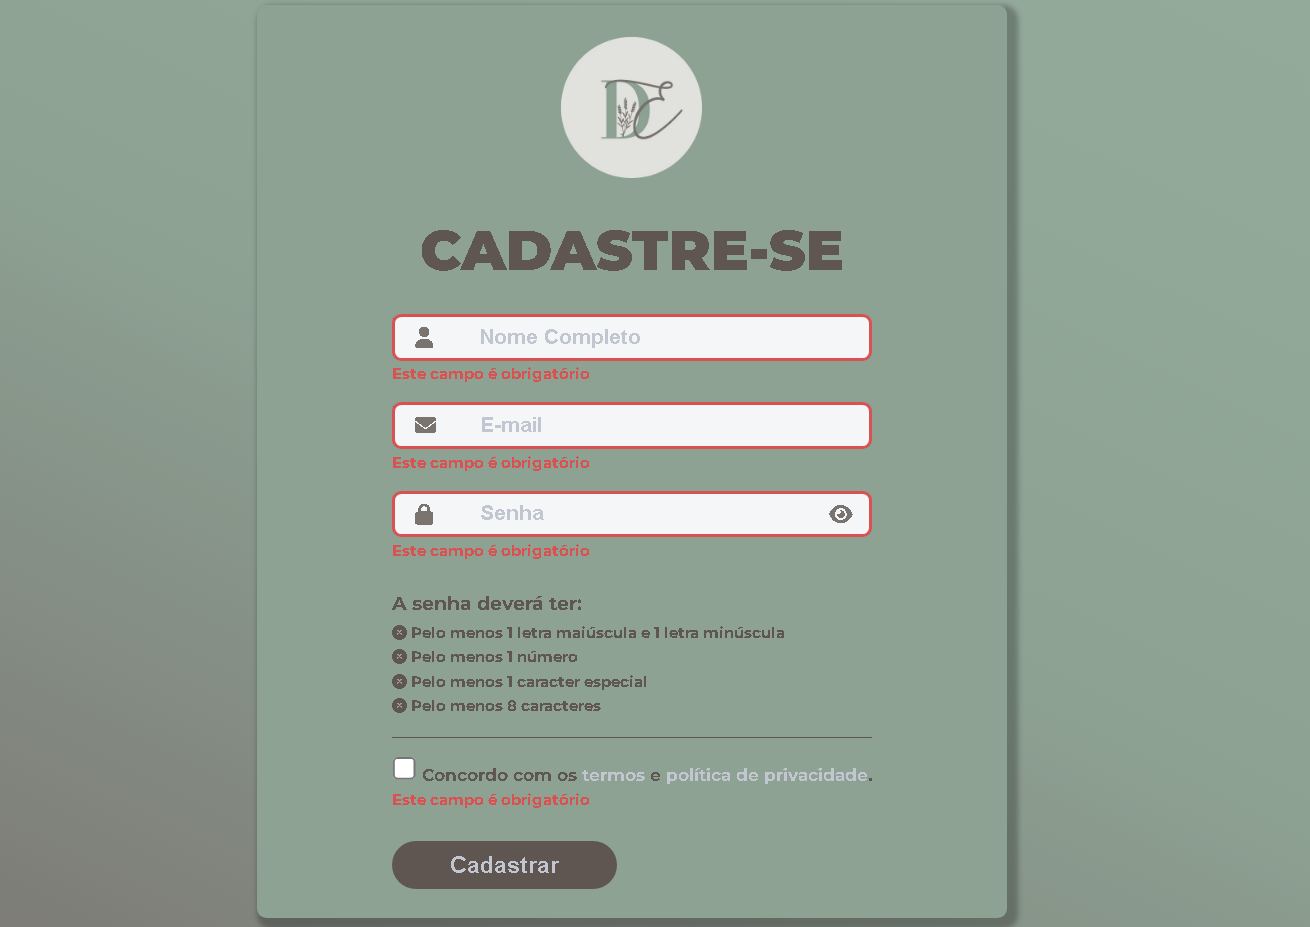 DE
CADASTRE-SE
Nome Completo
Este campo é obrigatório
E-mail
Este campo é obrigatório
Senha
Este campo é obrigatório
A senha deverá ter:
Pelo menos 1 letra maiúscula e 1 letra minúscula
Pelo menos 1 número
Pelo menos 1 caracter especial
Pelo menos 8 caracteres
Concordo com os termos e política de privacidade.
Este campo é obrigatório
Cadastrar